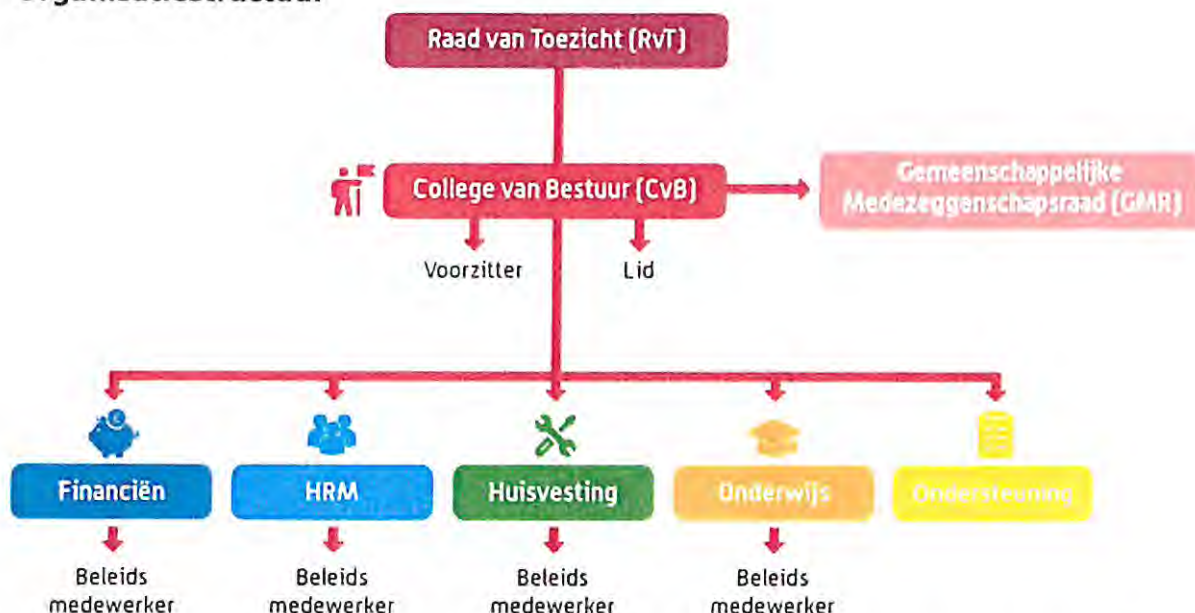 Raad van Toezicht (RvT)
College van Bestuur (CvB)
Gemeenschappelijke
Medezeggenschapsraad (GMR)
Voorzitter
Lid
Financiën
HRM
Huisvesting
Onderwijs
Ondersteuning
Beleids
medewerker
Beleids
medewerker
Beleids
medewerker
Beleids
medewerker